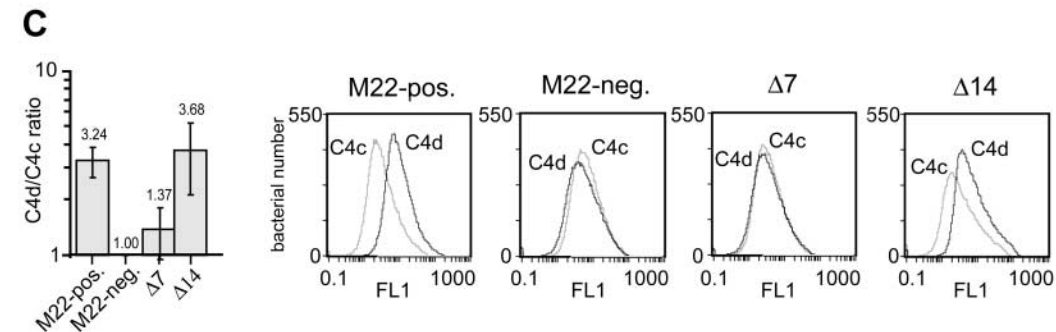 C
C4d/C4c ratio
10
1
3.24
1.00
1.37
3.68
M22-pos.
M22-neg.
Δ7
Δ14
bacterial number
M22-pos.
550
0
C4c
C4d
0.1
1000
FL1
M22-neg.
550
0
C4d
C4c
0.1
1000
FL1
Δ7
550
0
C4d
C4c
0.1
1000
FL1
Δ14
550
0
C4c
C4d
0.1
1000
FL1